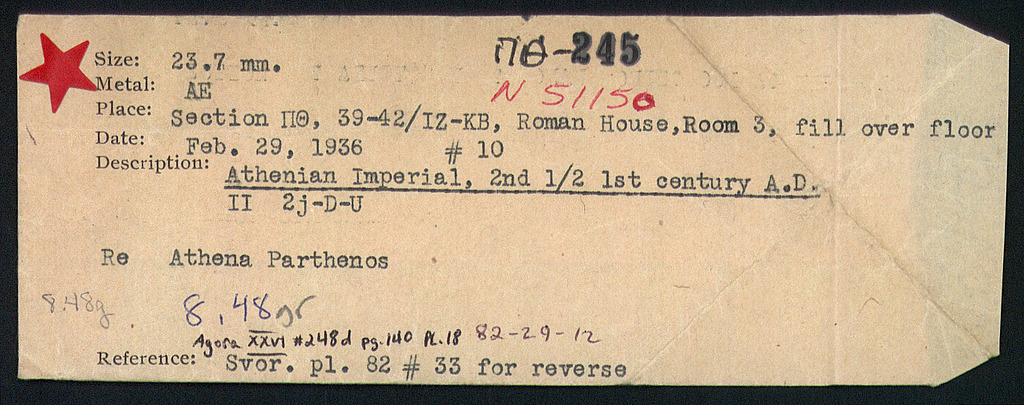 ΠΘ-245
Size: 23.7 mm.
N 51150
Metal: AE
Place: Section ΠΘ, 39-42/IZ-KB, Roman House,Room 3, fill over floor
Date: Feb. 29, 1936 # 10
Description: Athenian Imperial, 2nd 1/2 1st century A.D.
II 2j-D-U
Re Athena Parthenos
8.48g 8.48gr
Agora XXVI #248d pg.140 Pl.18 82-29-12
Reference: Svor. pl. 82 # 33 for reverse